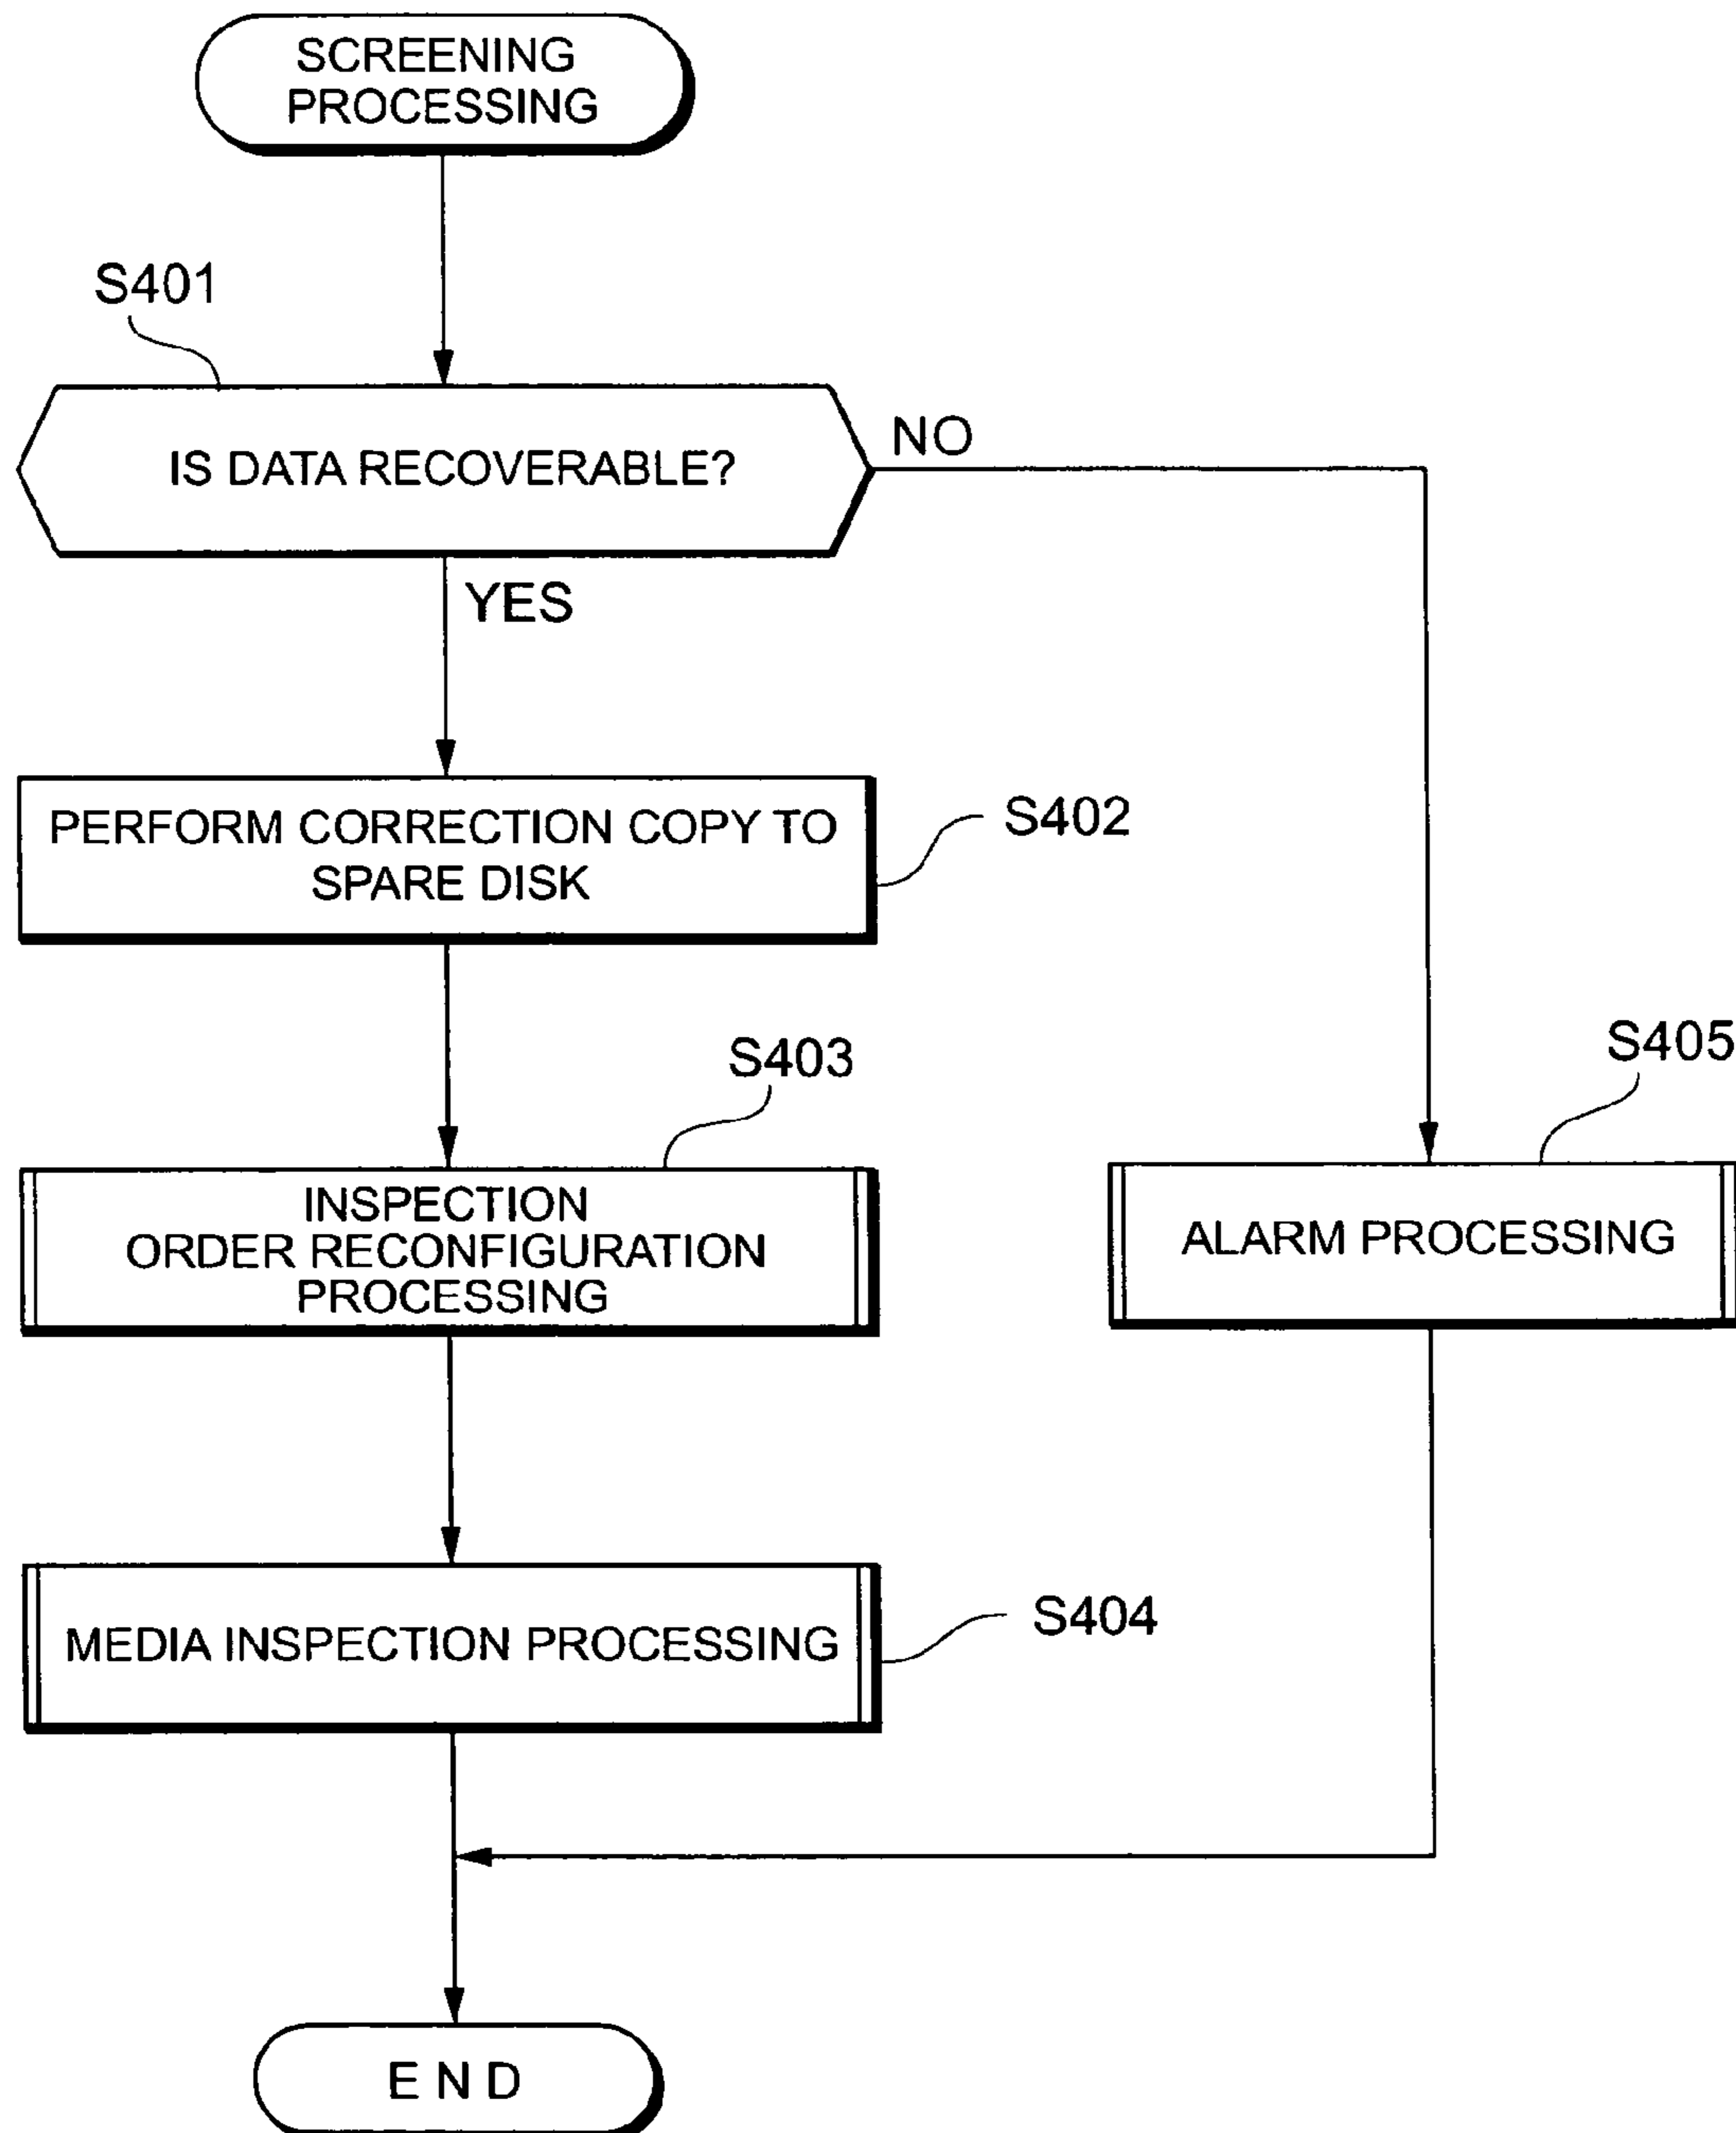 SCREENING
PROCESSING
S401
IS DATA RECOVERABLE?
NO
YES
PERFORM CORRECTION COPY TO
SPARE DISK
S402
S403
INSPECTION
ORDER RECONFIGURATION
PROCESSING
S405
ALARM PROCESSING
MEDIA INSPECTION PROCESSING
S404
END